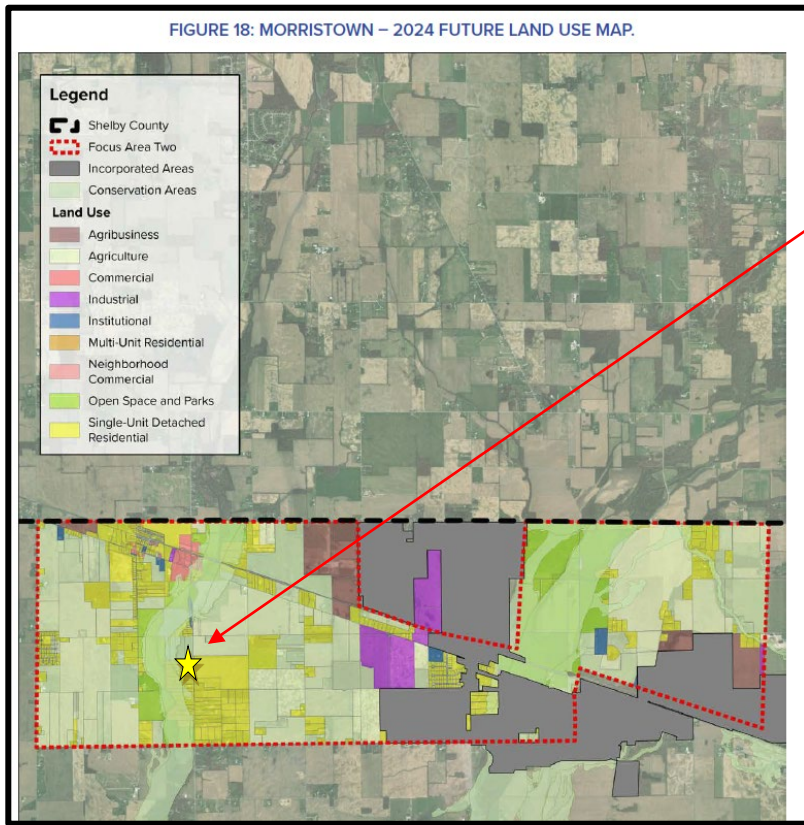 FIGURE 18: MORRISTOWN – 2024 FUTURE LAND USE MAP.
Legend
Shelby County
Focus Area Two
Incorporated Areas
Conservation Areas
Land Use
Agribusiness
Agriculture
Commercial
Industrial
Institutional
Multi-Unit Residential
Neighborhood
Commercial
Open Space and Parks
Single-Unit Detached
Residential